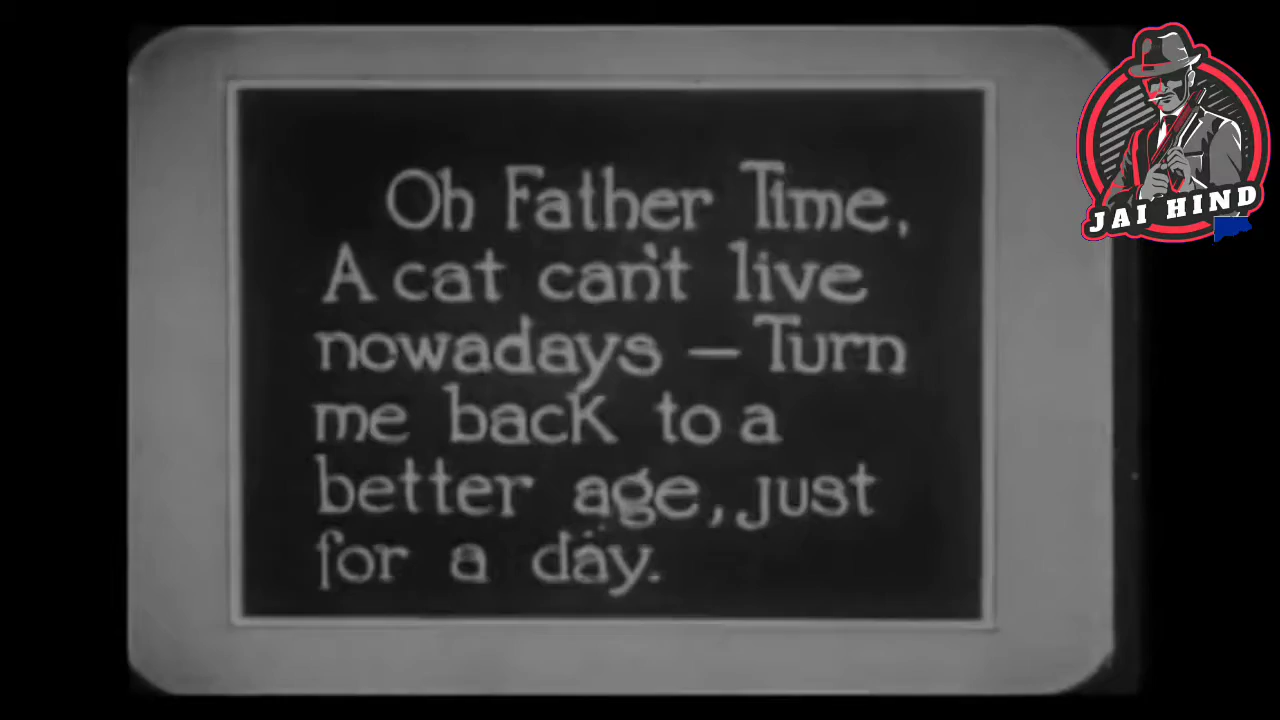 Oh Father Time,
A cat can't live
nowadays — Turn
me back to a
better age, just
for a day.
JAI HIND